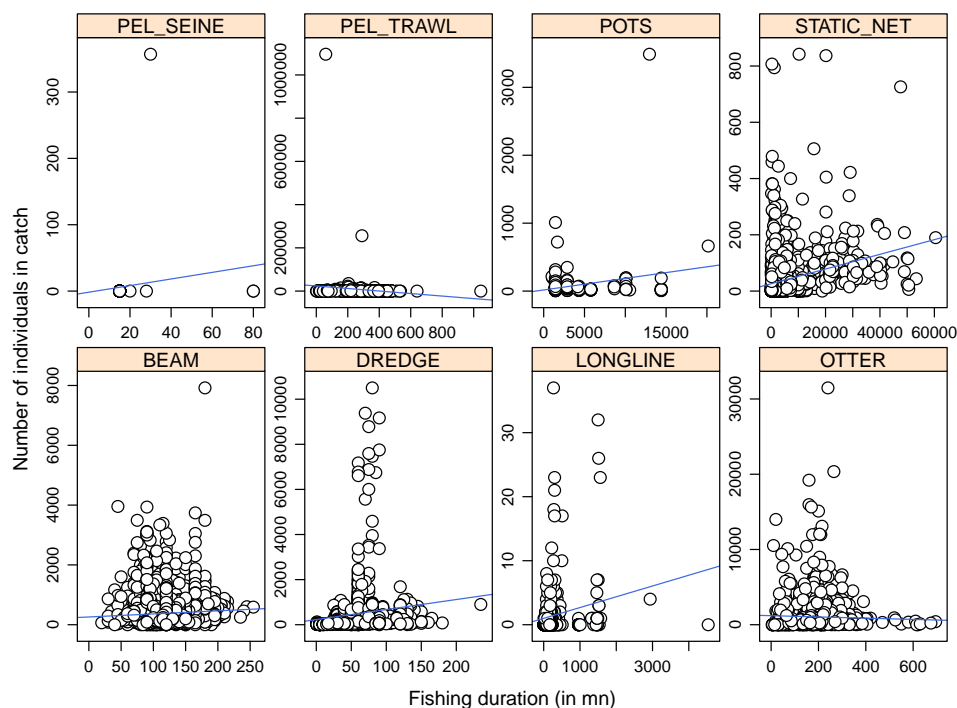 PEL_SEINE PEL_TRAWL POTS STATIC_NET
0 100 200 300
0 200000 600000 1000000
0 1000 2000 3000
0 200 400 600 800
0 20 40 60 80
0 200 600 1000
0 5000 15000
0 20000 40000 60000
BEAM DREDGE LONGLINE OTTER
0 2000 4000 6000 8000
0 2000 4000 6000 8000 10000
0 10 20 30
0 10000 20000 30000
0 50 100 150 200 250
0 50 100 200
0 1000 3000
0 200 400 600
Number of individuals in catch
Fishing duration (in mn)